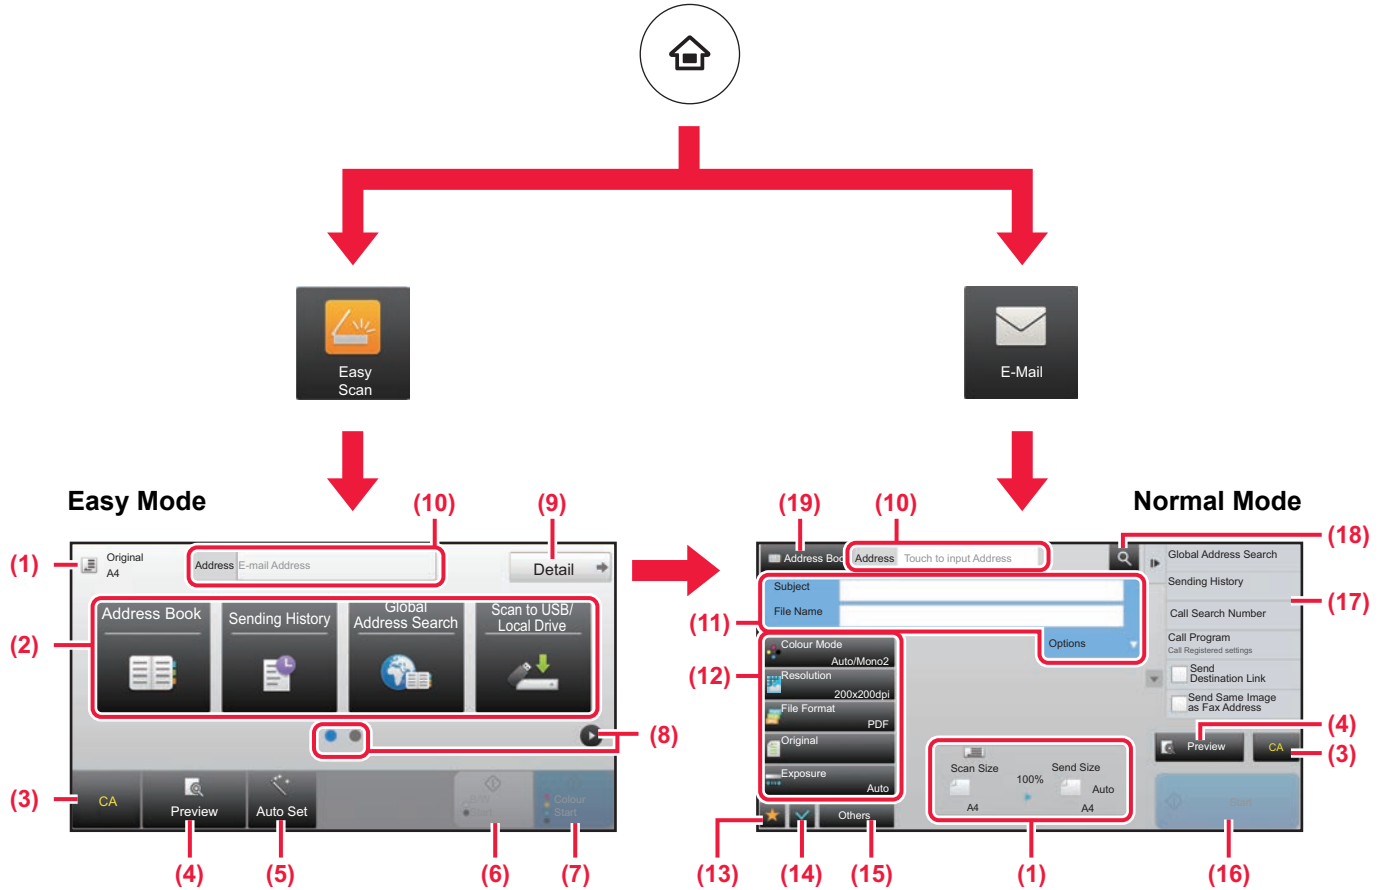 Easy
Scan
E-Mail
Easy Mode
(10)
(9)
(1)
Original
A4
Address
E-mail Address
Detail
(2)
Address Book
Sending History
Global
Address Search
Scan to USB/
Local Drive
(8)
(3)
CA
Preview
Auto Set
Colour
Start
(4)
(5)
(6)
(7)
Normal Mode
(19)
(10)
(18)
Address Boo
Address
Touch to input Address
Global Address Search
Subject
Sending History
(17)
File Name
Call Search Number
(11)
Options
Call Program
Call Registered settings
Colour Mode
Auto/Mono2
Send
Destination Link
(12)
Resolution
200x200dpi
Send Same Image
as Fax Address
File Format
PDF
(4)
Original
Preview
CA
(3)
Scan Size
100%
Send Size
Exposure
Auto
Auto
A4
A4
Start
Others
(13)
(14)
(15)
(1)
(16)